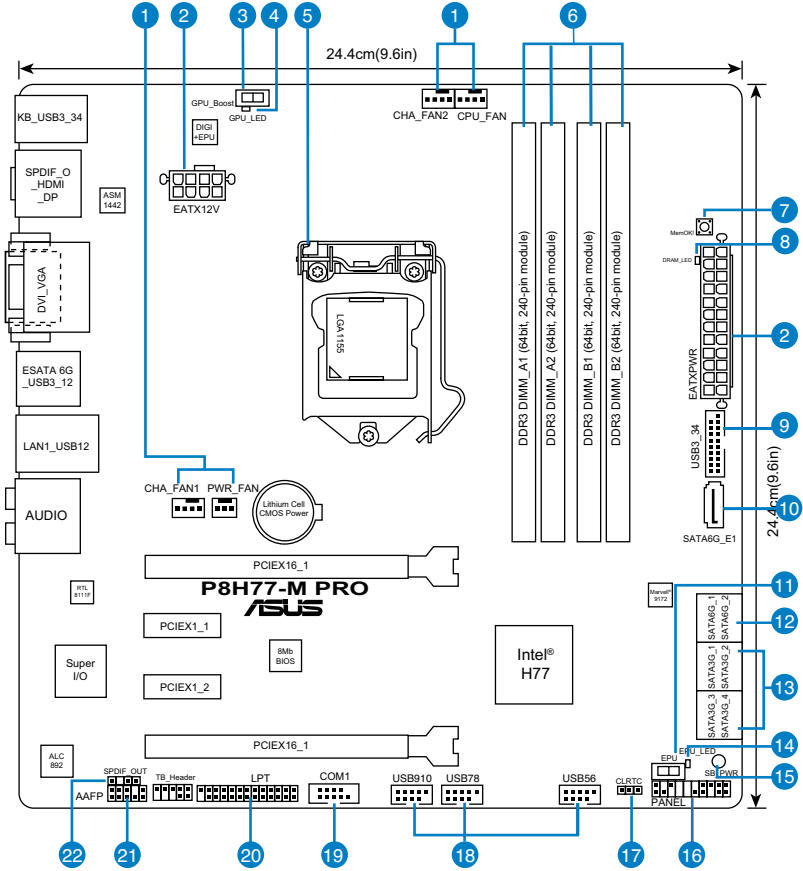 1
2
3
4
5
1
6
24.4cm(9.6in)
KB_USB3_34
GPU_Boost
GPU_LED
CHA_FAN2
CPU_FAN
DIGI
+EPU
SPDIF_O
_HDMI
_DP
ASM
1442
EATX12V
7
MemOK!
8
DRAM_LED
DVI_VGA
LGA1155
DDR3 DIMM_A1 (64bit, 240-pin module)
DDR3 DIMM_A2 (64bit, 240-pin module)
DDR3 DIMM_B1 (64bit, 240-pin module)
DDR3 DIMM_B2 (64bit, 240-pin module)
2
EATXPWR
ESATA 6G
_USB3_12
LAN1_USB12
9
USB3_34
24.4cm(9.6in)
CHA_FAN1
PWR_FAN
AUDIO
Lithium Cell
CMOS Power
10
SATA6G_E1
PCIEX16_1
P8H77-M PRO
ASUS
RTL
8111F
Marvell®
9172
11
SATA6G_1
SATA6G_2
12
PCIEX1_1
8Mb
BIOS
Super
I/O
Intel®
H77
SATA3G_1
SATA3G_2
13
PCIEX1_2
SATA3G_3
SATA3G_4
PCIEX16_1
ALC
892
EPU_LED
14
EPU
SB_PWR
15
22
SPDIF_OUT
AAFP
TB_Header
LPT
COM1
USB910
USB78
USB56
CLRTC
PANEL
21
20
19
18
17
16